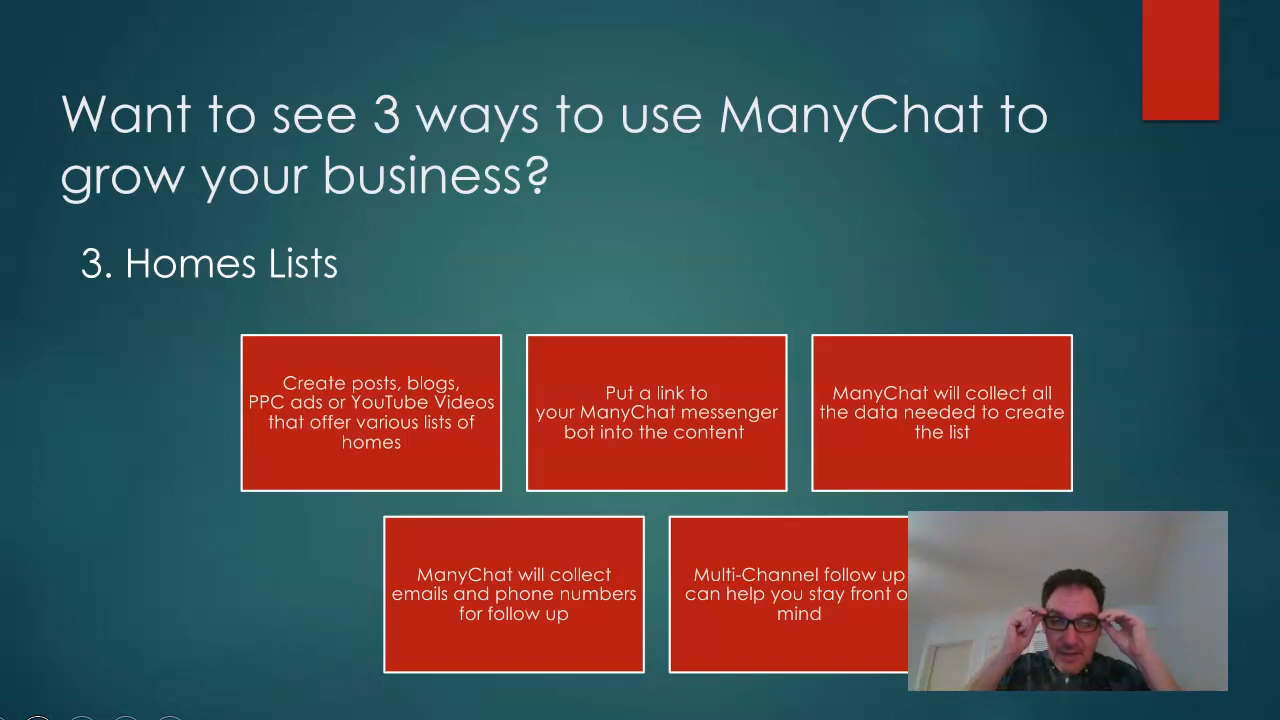 Want to see 3 ways to use ManyChat to
grow your business?
3. Homes Lists
Create posts, blogs,
PPC ads or YouTube Videos
that offer various lists of
homes
Put a link to
your ManyChat messenger
bot into the content
ManyChat will collect all
the data needed to create
the list
ManyChat will collect
emails and phone numbers
for follow up
Multi-Channel follow up
can help you stay front o
mind